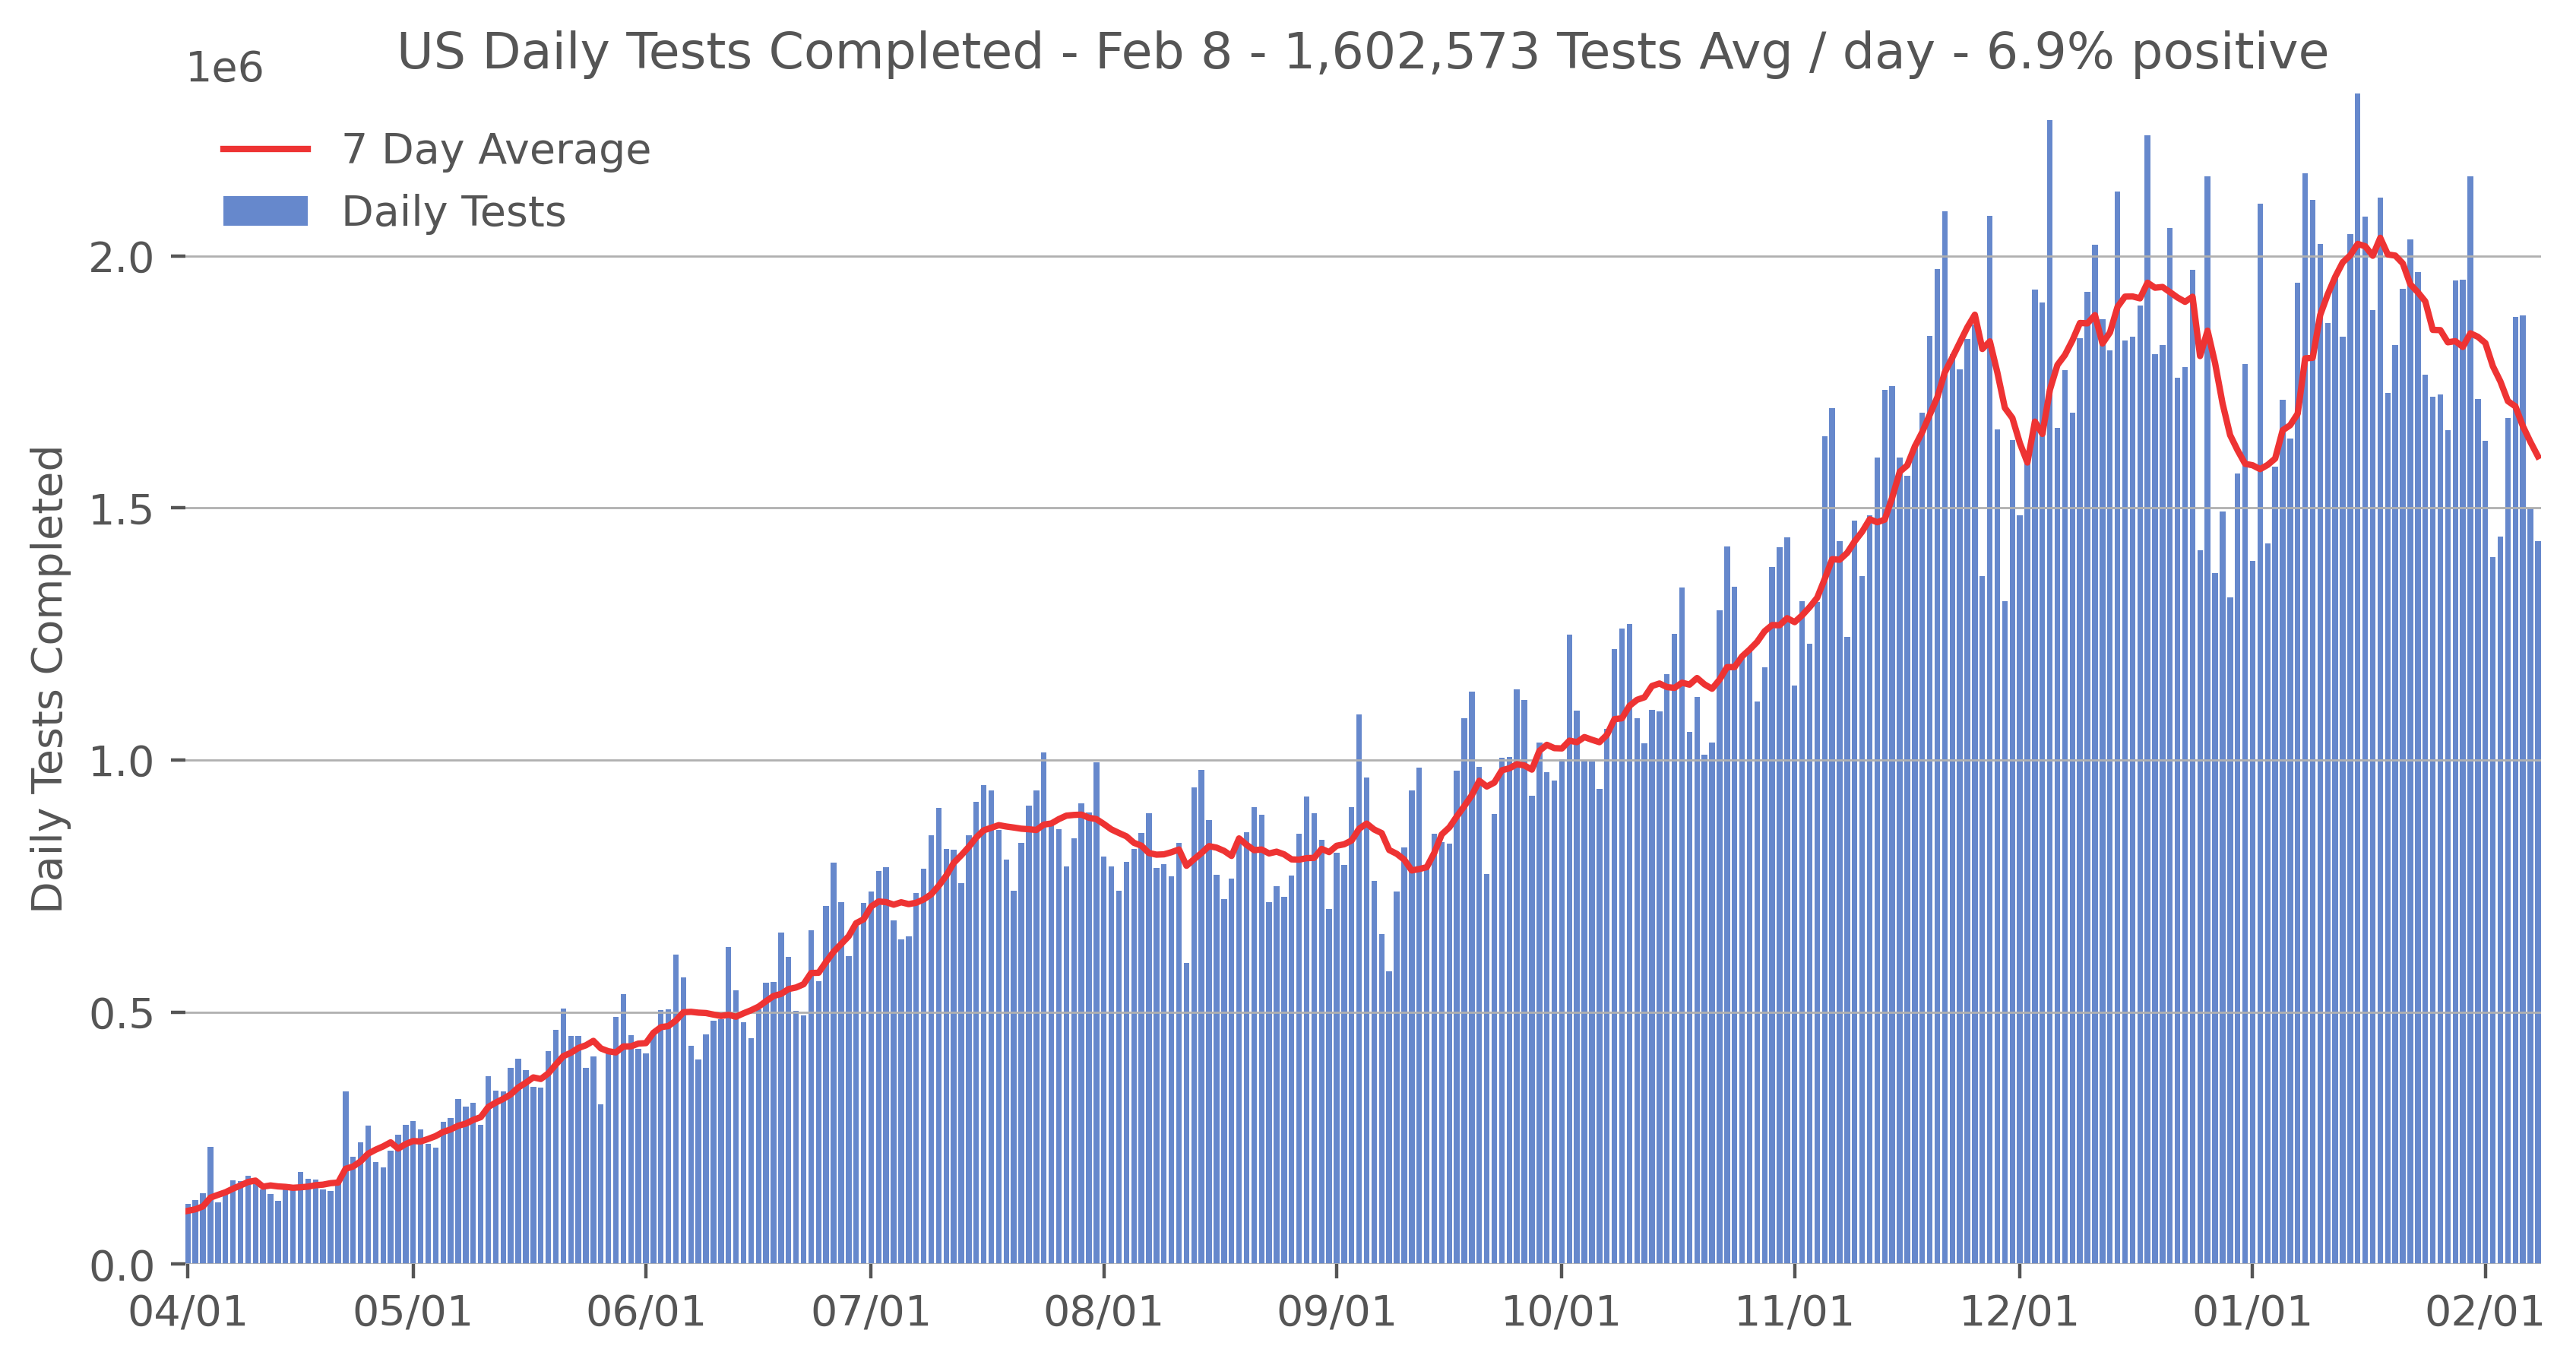 US Daily Tests Completed - Feb 8 - 1,602,573 Tests Avg / day - 6.9% positive
1e6
7 Day Average
Daily Tests
Daily Tests Completed
2.0
1.5
1.0
0.5
0.0
04/01 05/01 06/01 07/01 08/01 09/01 10/01 11/01 12/01 01/01 02/01